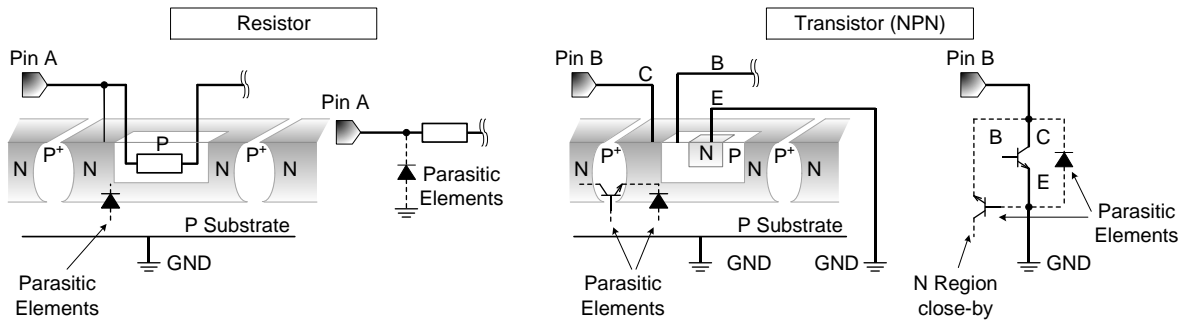 Resistor
Transistor (NPN)
Pin A
Pin B
C
B
E
Pin B
Pin A
N
P+
N
P
P+
N
Parasitic
Elements
P Substrate
GND
Parasitic
Elements
N
P+
N
P
P+
N
P Substrate
GND
GND
Parasitic
Elements
B
C
E
Parasitic
Elements
GND
N Region
close-by